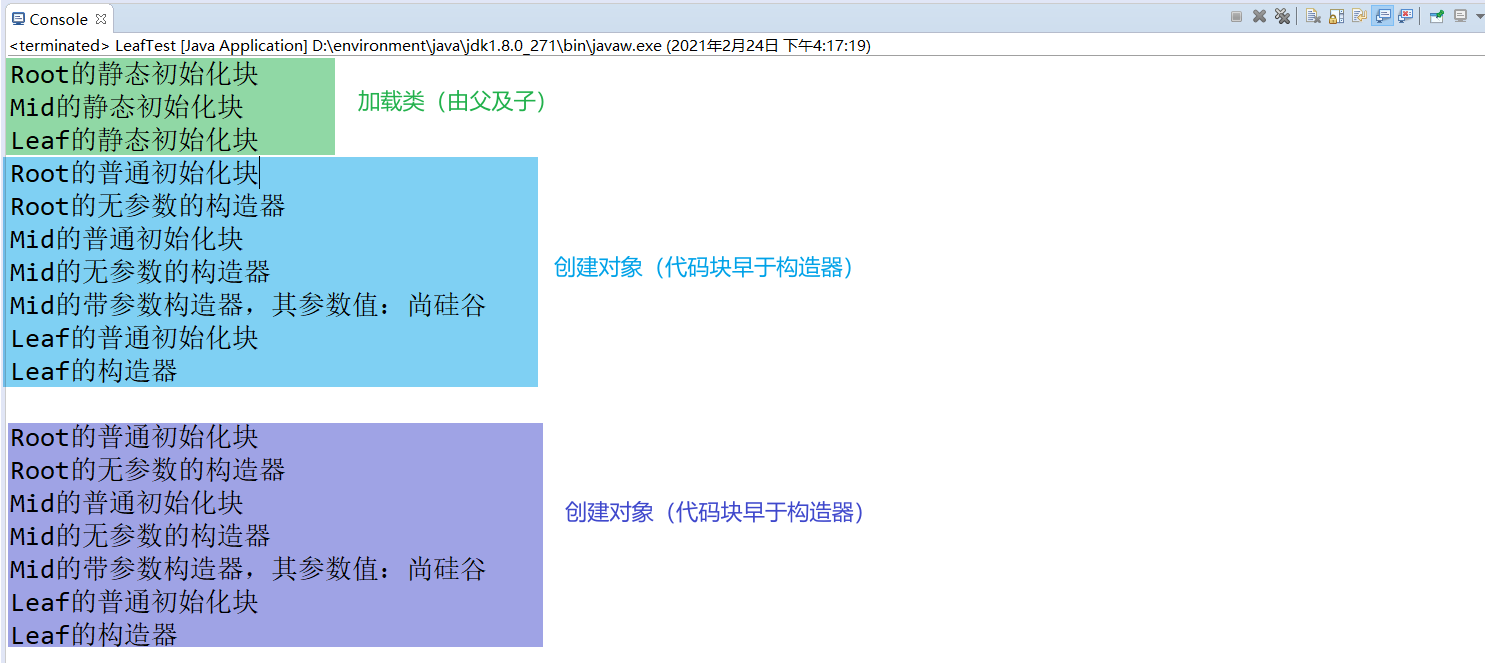 Console
<terminated> LeafTest [Java Application] D:\environment\java\jdk1.8.0_271\bin\javaw.exe (2021年2月24日 下午4:17:19)
Root的静态初始化块
Mid的静态初始化块
Leaf的静态初始化块
加载类（由父及子）
Root的普通初始化块
Root的无参数的构造器
Mid的普通初始化块
Mid的无参数的构造器
Mid的带参数构造器，其参数值：尚硅谷
Leaf的普通初始化块
Leaf的构造器
创建对象（代码块早于构造器）
Root的普通初始化块
Root的无参数的构造器
Mid的普通初始化块
Mid的无参数的构造器
Mid的带参数构造器，其参数值：尚硅谷
Leaf的普通初始化块
Leaf的构造器
创建对象（代码块早于构造器）